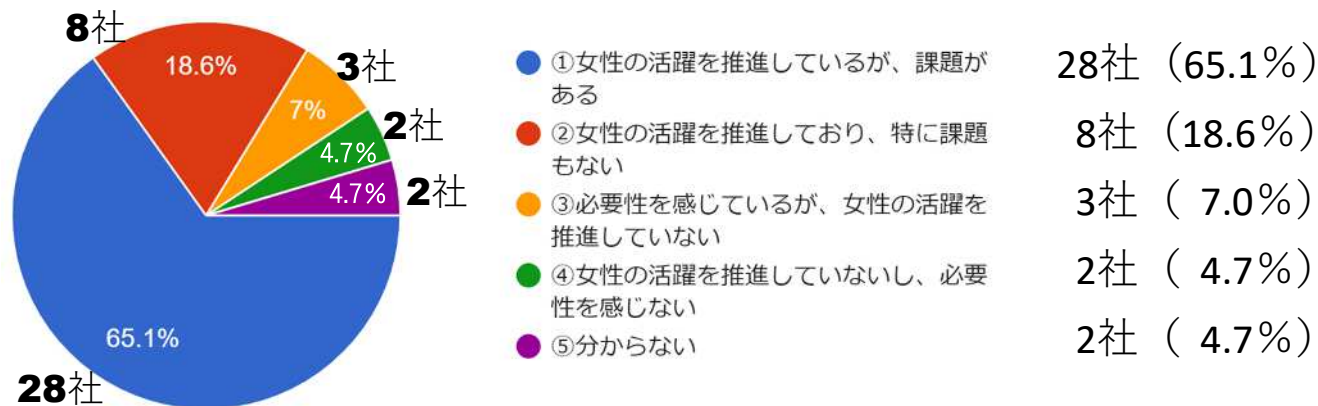 8社
18.6%
3社
7%
2社
4.7%
4.7%
2社
65.1%
28社
①女性の活躍を推進しているが、課題が
ある
②女性の活躍を推進しており、特に課題
もない
③必要性を感じているが、女性の活躍を
推進していない
④女性の活躍を推進していないし、必要
性を感じない
⑤分からない
28社（65.1％）
8社（18.6％）
3社（ 7.0％）
2社（ 4.7％）
2社（ 4.7％）